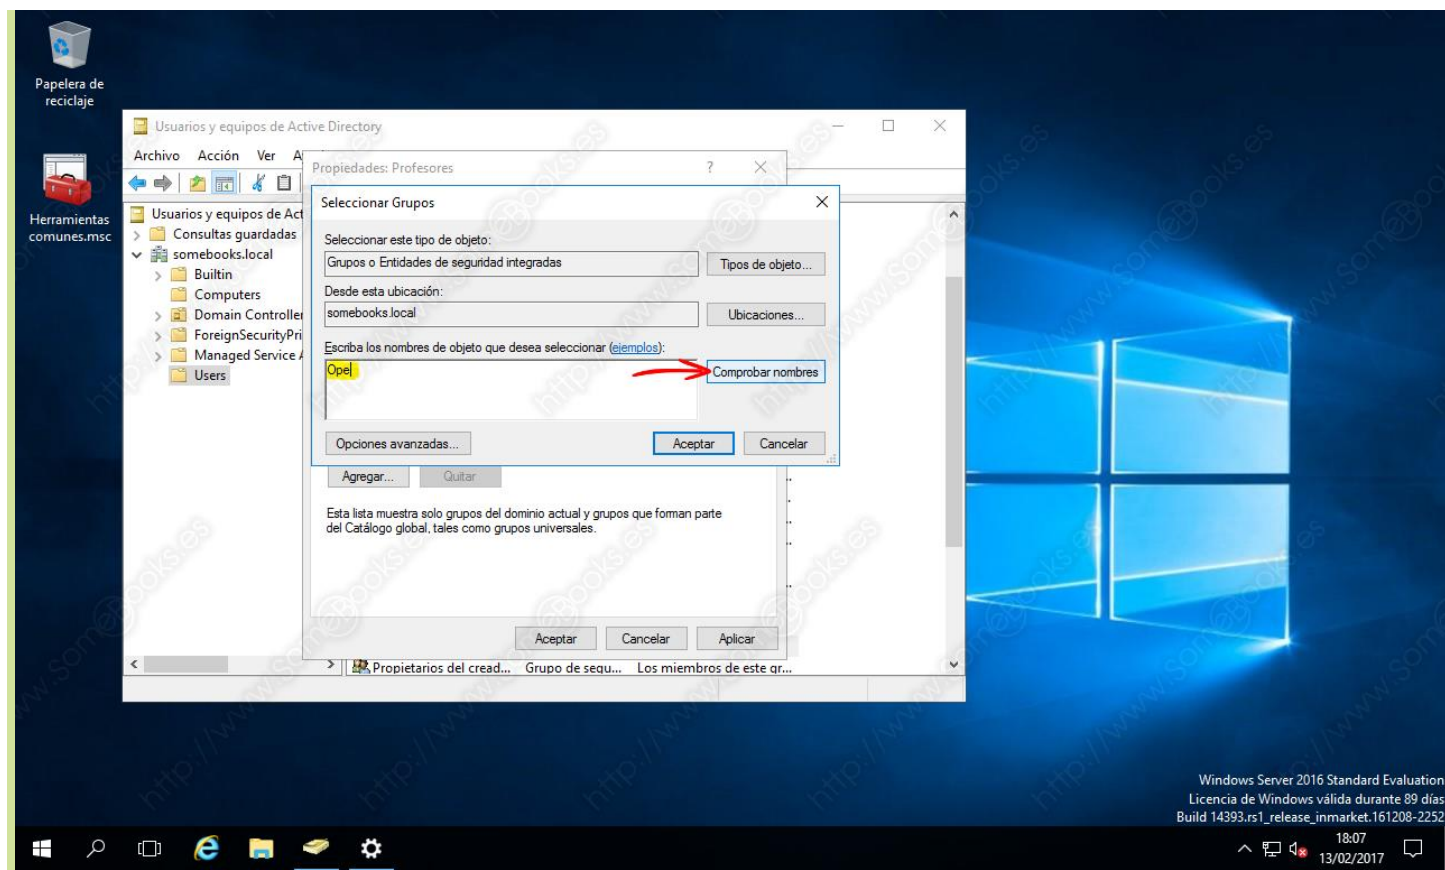 Papelera de
reciclaje
Herramientas
comunes.msc
Usuarios y equipos de Active Directory
Archivo Acción Ver A
Usuarios y equipos de Act
Consultas guardadas
somebooks.local
Builtin
Computers
Domain Controller
ForeignSecurityPri
Managed Service A
Users
Propiedades: Profesores
Seleccionar Grupos
Seleccionar este tipo de objeto:
Grupos o Entidades de seguridad integradas
Tipos de objeto...
Desde esta ubicación:
somebooks.local
Ubicaciones...
Escriba los nombres de objeto que desea seleccionar (ejemplos):
Ope
Comprobar nombres
Opciones avanzadas...
Aceptar
Cancelar
Agregar...
Quitar
Esta lista muestra solo grupos del dominio actual y grupos que forman parte
del Catálogo global, tales como grupos universales.
Aceptar
Cancelar
Aplicar
Propietarios del cread... Grupo de segu... Los miembros de este gr...
Windows Server 2016 Standard Evaluation
Licencia de Windows válida durante 89 días
Build 14393.rs1_release_inmarket.161208-2252
18:07
13/02/2017
http://www.SomeBooks.es